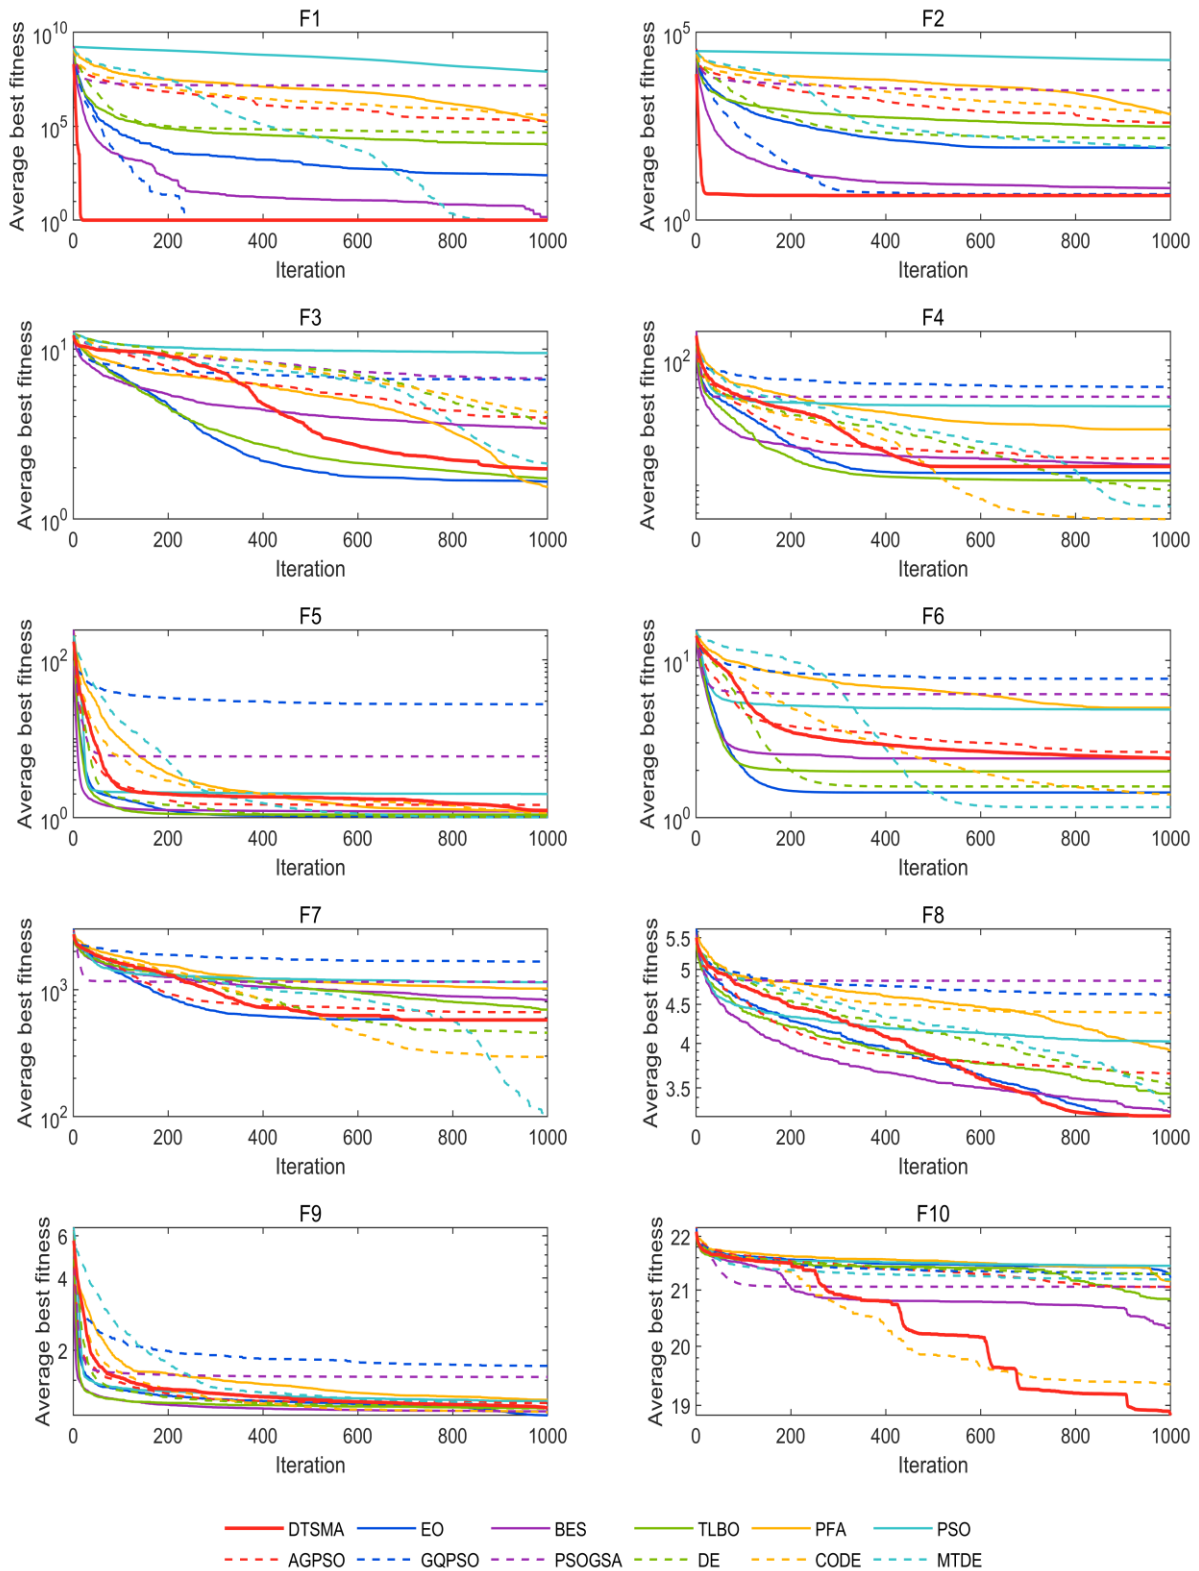 F1
F2
Average best fitness
10^10
10^5
10^0
0 200 400 600 800 1000
Iteration
Average best fitness
10^5
10^0
0 200 400 600 800 1000
Iteration
F3
F4
Average best fitness
10^1
10^0
0 200 400 600 800 1000
Iteration
Average best fitness
10^2
0 200 400 600 800 1000
Iteration
F5
F6
Average best fitness
10^2
10^0
0 200 400 600 800 1000
Iteration
Average best fitness
10^1
10^0
0 200 400 600 800 1000
Iteration
F7
F8
Average best fitness
10^3
10^2
0 200 400 600 800 1000
Iteration
Average best fitness
5.5
5
4.5
4
3.5
0 200 400 600 800 1000
Iteration
F9
F10
Average best fitness
6
4
2
0 200 400 600 800 1000
Iteration
Average best fitness
22
21
20
19
0 200 400 600 800 1000
Iteration
DTSMA EO BES TLBO PFA PSO
AGPSO GQPSO PSOGSA DE CODE MTDE